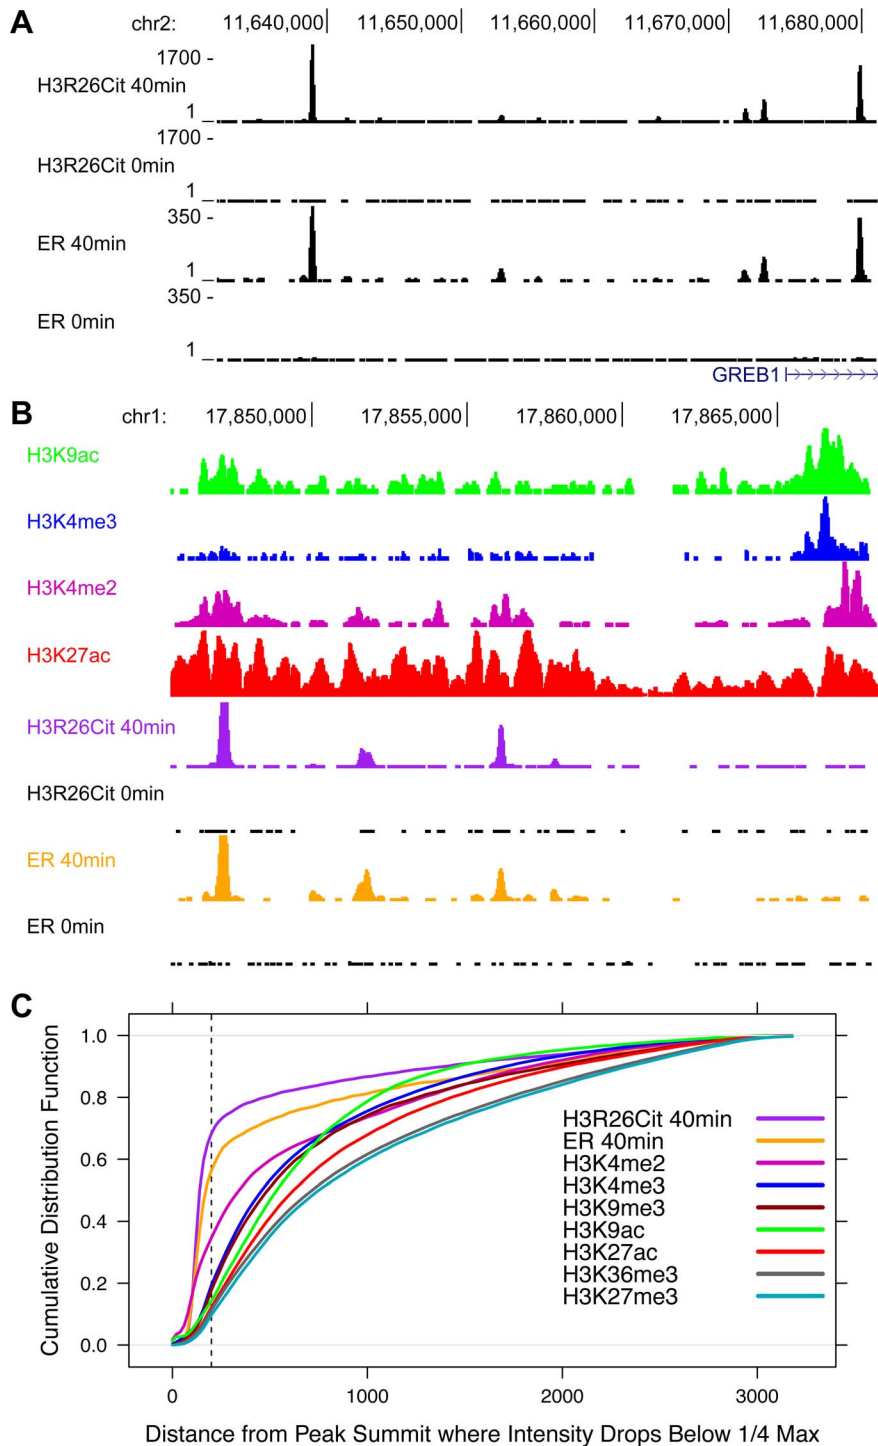 A
chr2: 11,640,000 11,650,000 11,660,000 11,670,000 11,680,000
1700 -
H3R26Cit 40min
1
1700 -
H3R26Cit 0min
1
350 -
ER 40min
1
350 -
ER 0min
1
GREB1
B
chr1: 17,850,000 17,855,000 17,860,000 17,865,000
H3K9ac
H3K4me3
H3K4me2
H3K27ac
H3R26Cit 40min
H3R26Cit 0min
ER 40min
ER 0min
C
Cumulative Distribution Function
1.0
0.8
0.6
0.4
0.2
0.0
H3R26Cit 40min
ER 40min
H3K4me2
H3K4me3
H3K9me3
H3K9ac
H3K27ac
H3K36me3
H3K27me3
0 1000 2000 3000
Distance from Peak Summit where Intensity Drops Below 1/4 Max